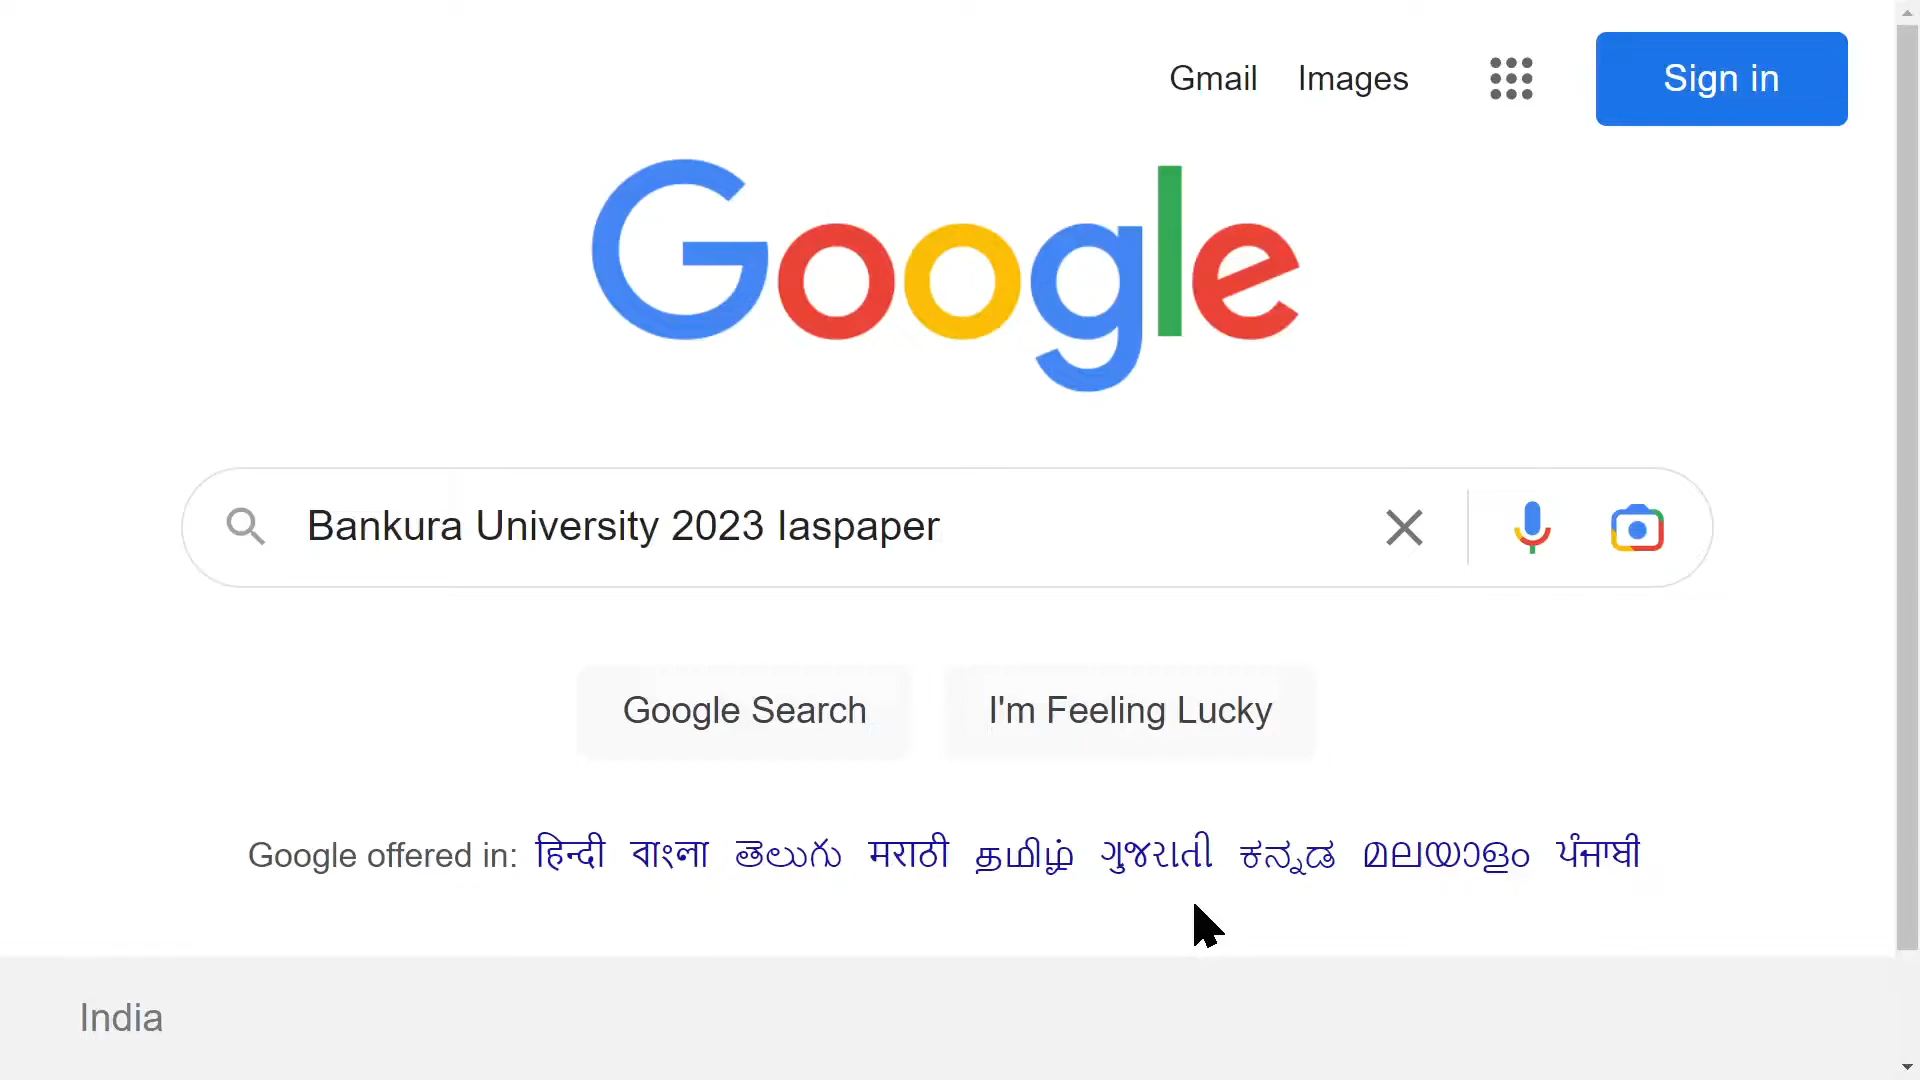 Gmail Images Sign in
Google
Bankura University 2023 Iaspaper
Google Search I'm Feeling Lucky
Google offered in: हिन्दी বাংলা తెలుగు मराठी தமிழ் ગુજરાતી ಕನ್ನಡ മലയാളം ਪੰਜਾਬੀ
India